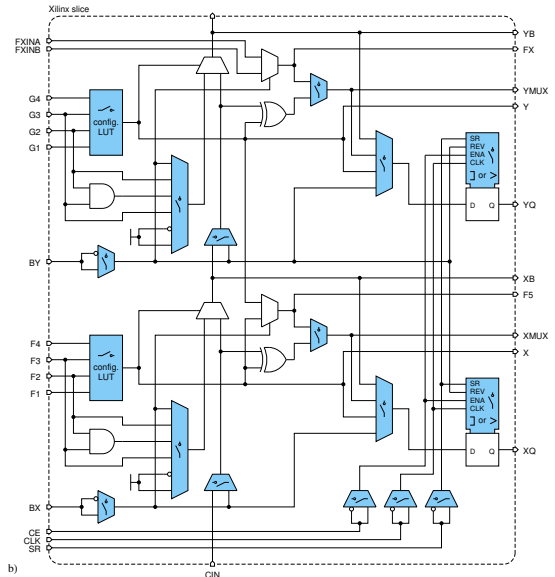 Xilinx slice
YB
FXINA
FXINB
FX
YMUX
G4
G3
G2
G1
config.
LUT
Y
SR
REV
ENA
CLK
or >
D Q
YQ
BY
XB
F5
F4
F3
F2
F1
config.
LUT
XMUX
X
SR
REV
ENA
CLK
or >
D Q
XQ
BX
CE
CLK
SR
b)
CIN